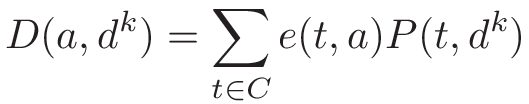 D(a, d^k) = \sum_{t \in C} e(t, a) P(t, d^k)